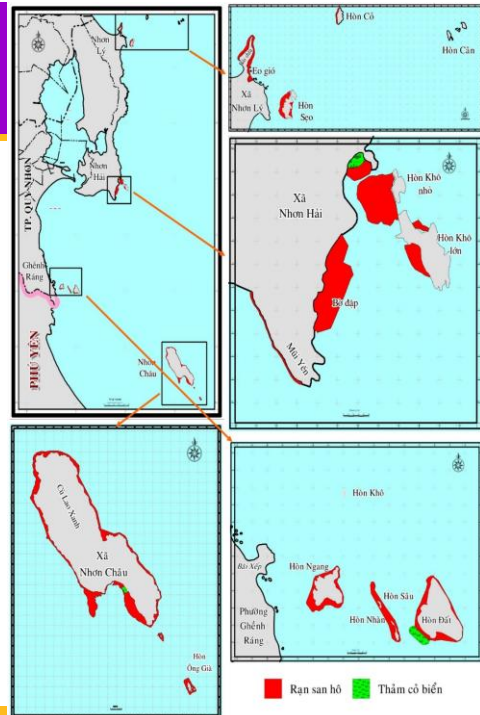 Nhơn
Lý
Nhơn
Hải
TP. QUY NHƠN
Ghềnh
Ráng
PHÚ YÊN
Nhơn
Châu
Hòn Cỏ
Hòn Cân
Eo gió
Xã
Nhơn Lý
Hòn
Sẹo
Xã
Nhơn Hải
Hòn Khô
nhỏ
Hòn Khô
lớn
Bờ đập
Mũi Yến
Cù Lao Xanh
Xã
Nhơn Châu
Hòn
Ông Già
Hòn Khô
Bãi Xép
Hòn Ngang
Hòn Sâu
Phường
Ghềnh
Ráng
Hòn Nhàn
Hòn Đất
Rạn san hô
Thảm cỏ biển